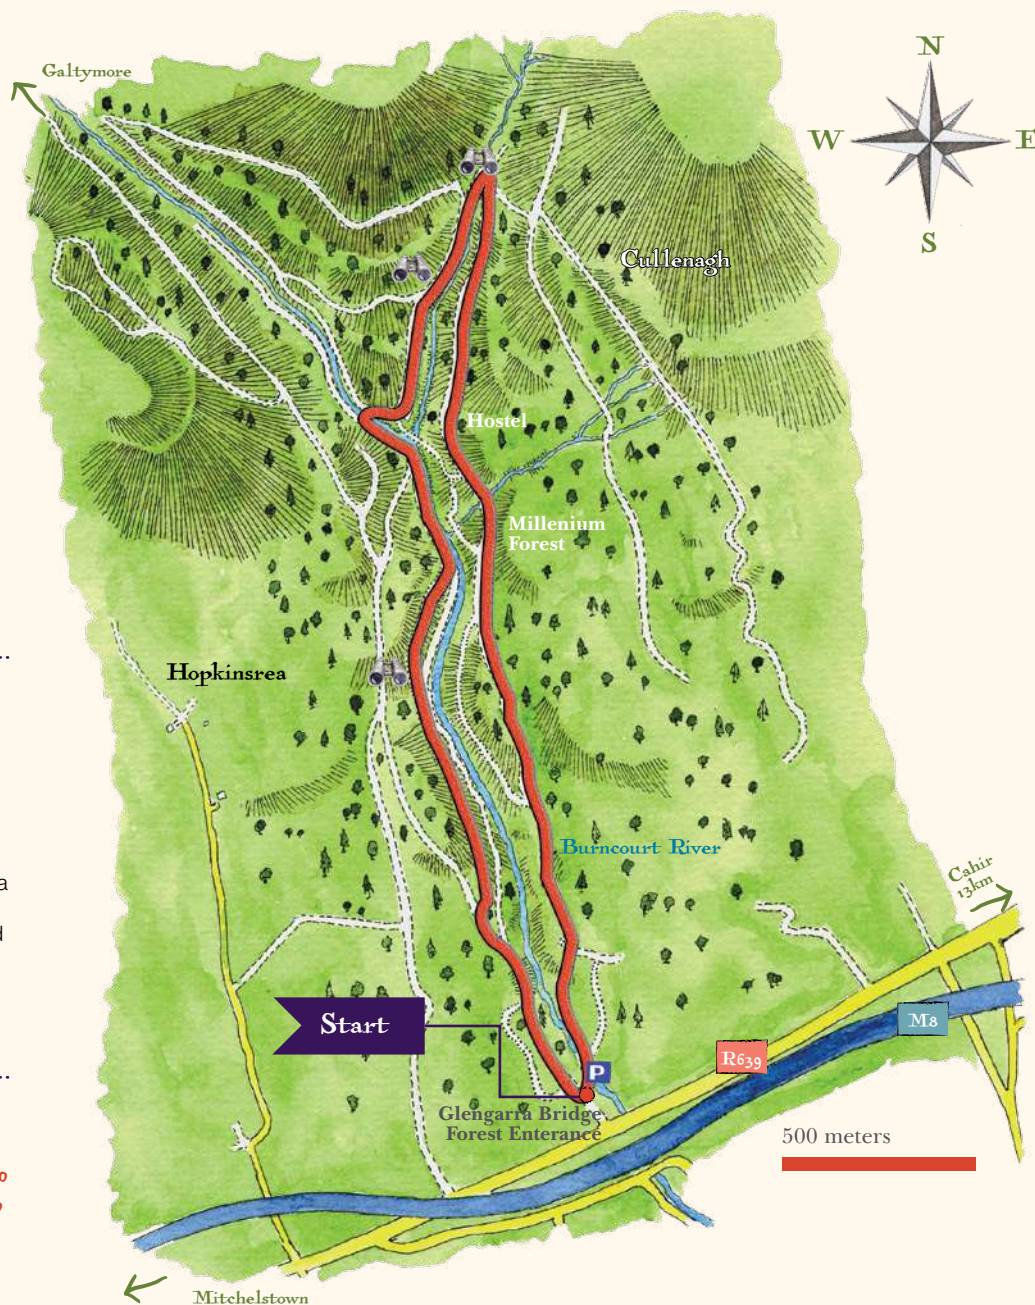 N
Galtymore
W
E
S
Cullenagh
Hostel
Millenium
Forest
Hopkinsrea
Burncourt River
a
d
Cahir
13km
Start
M8
R639
P
Glengarra Bridge
Forest Entrance
500 meters
Mitchelstown